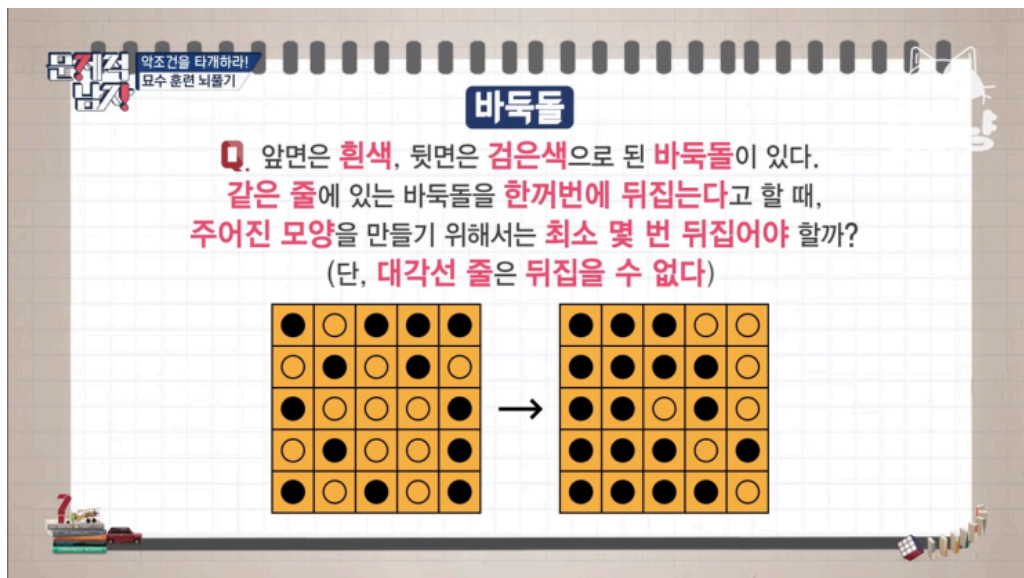 문제적
남자
악조건을 타개하라!
묘수 훈련 뇌풀기
바둑돌
Q. 앞면은 흰색, 뒷면은 검은색으로 된 바둑돌이 있다.
같은 줄에 있는 바둑돌을 한꺼번에 뒤집는다고 할 때,
주어진 모양을 만들기 위해서는 최소 몇 번 뒤집어야 할까?
(단, 대각선 줄은 뒤집을 수 없다)
→
7